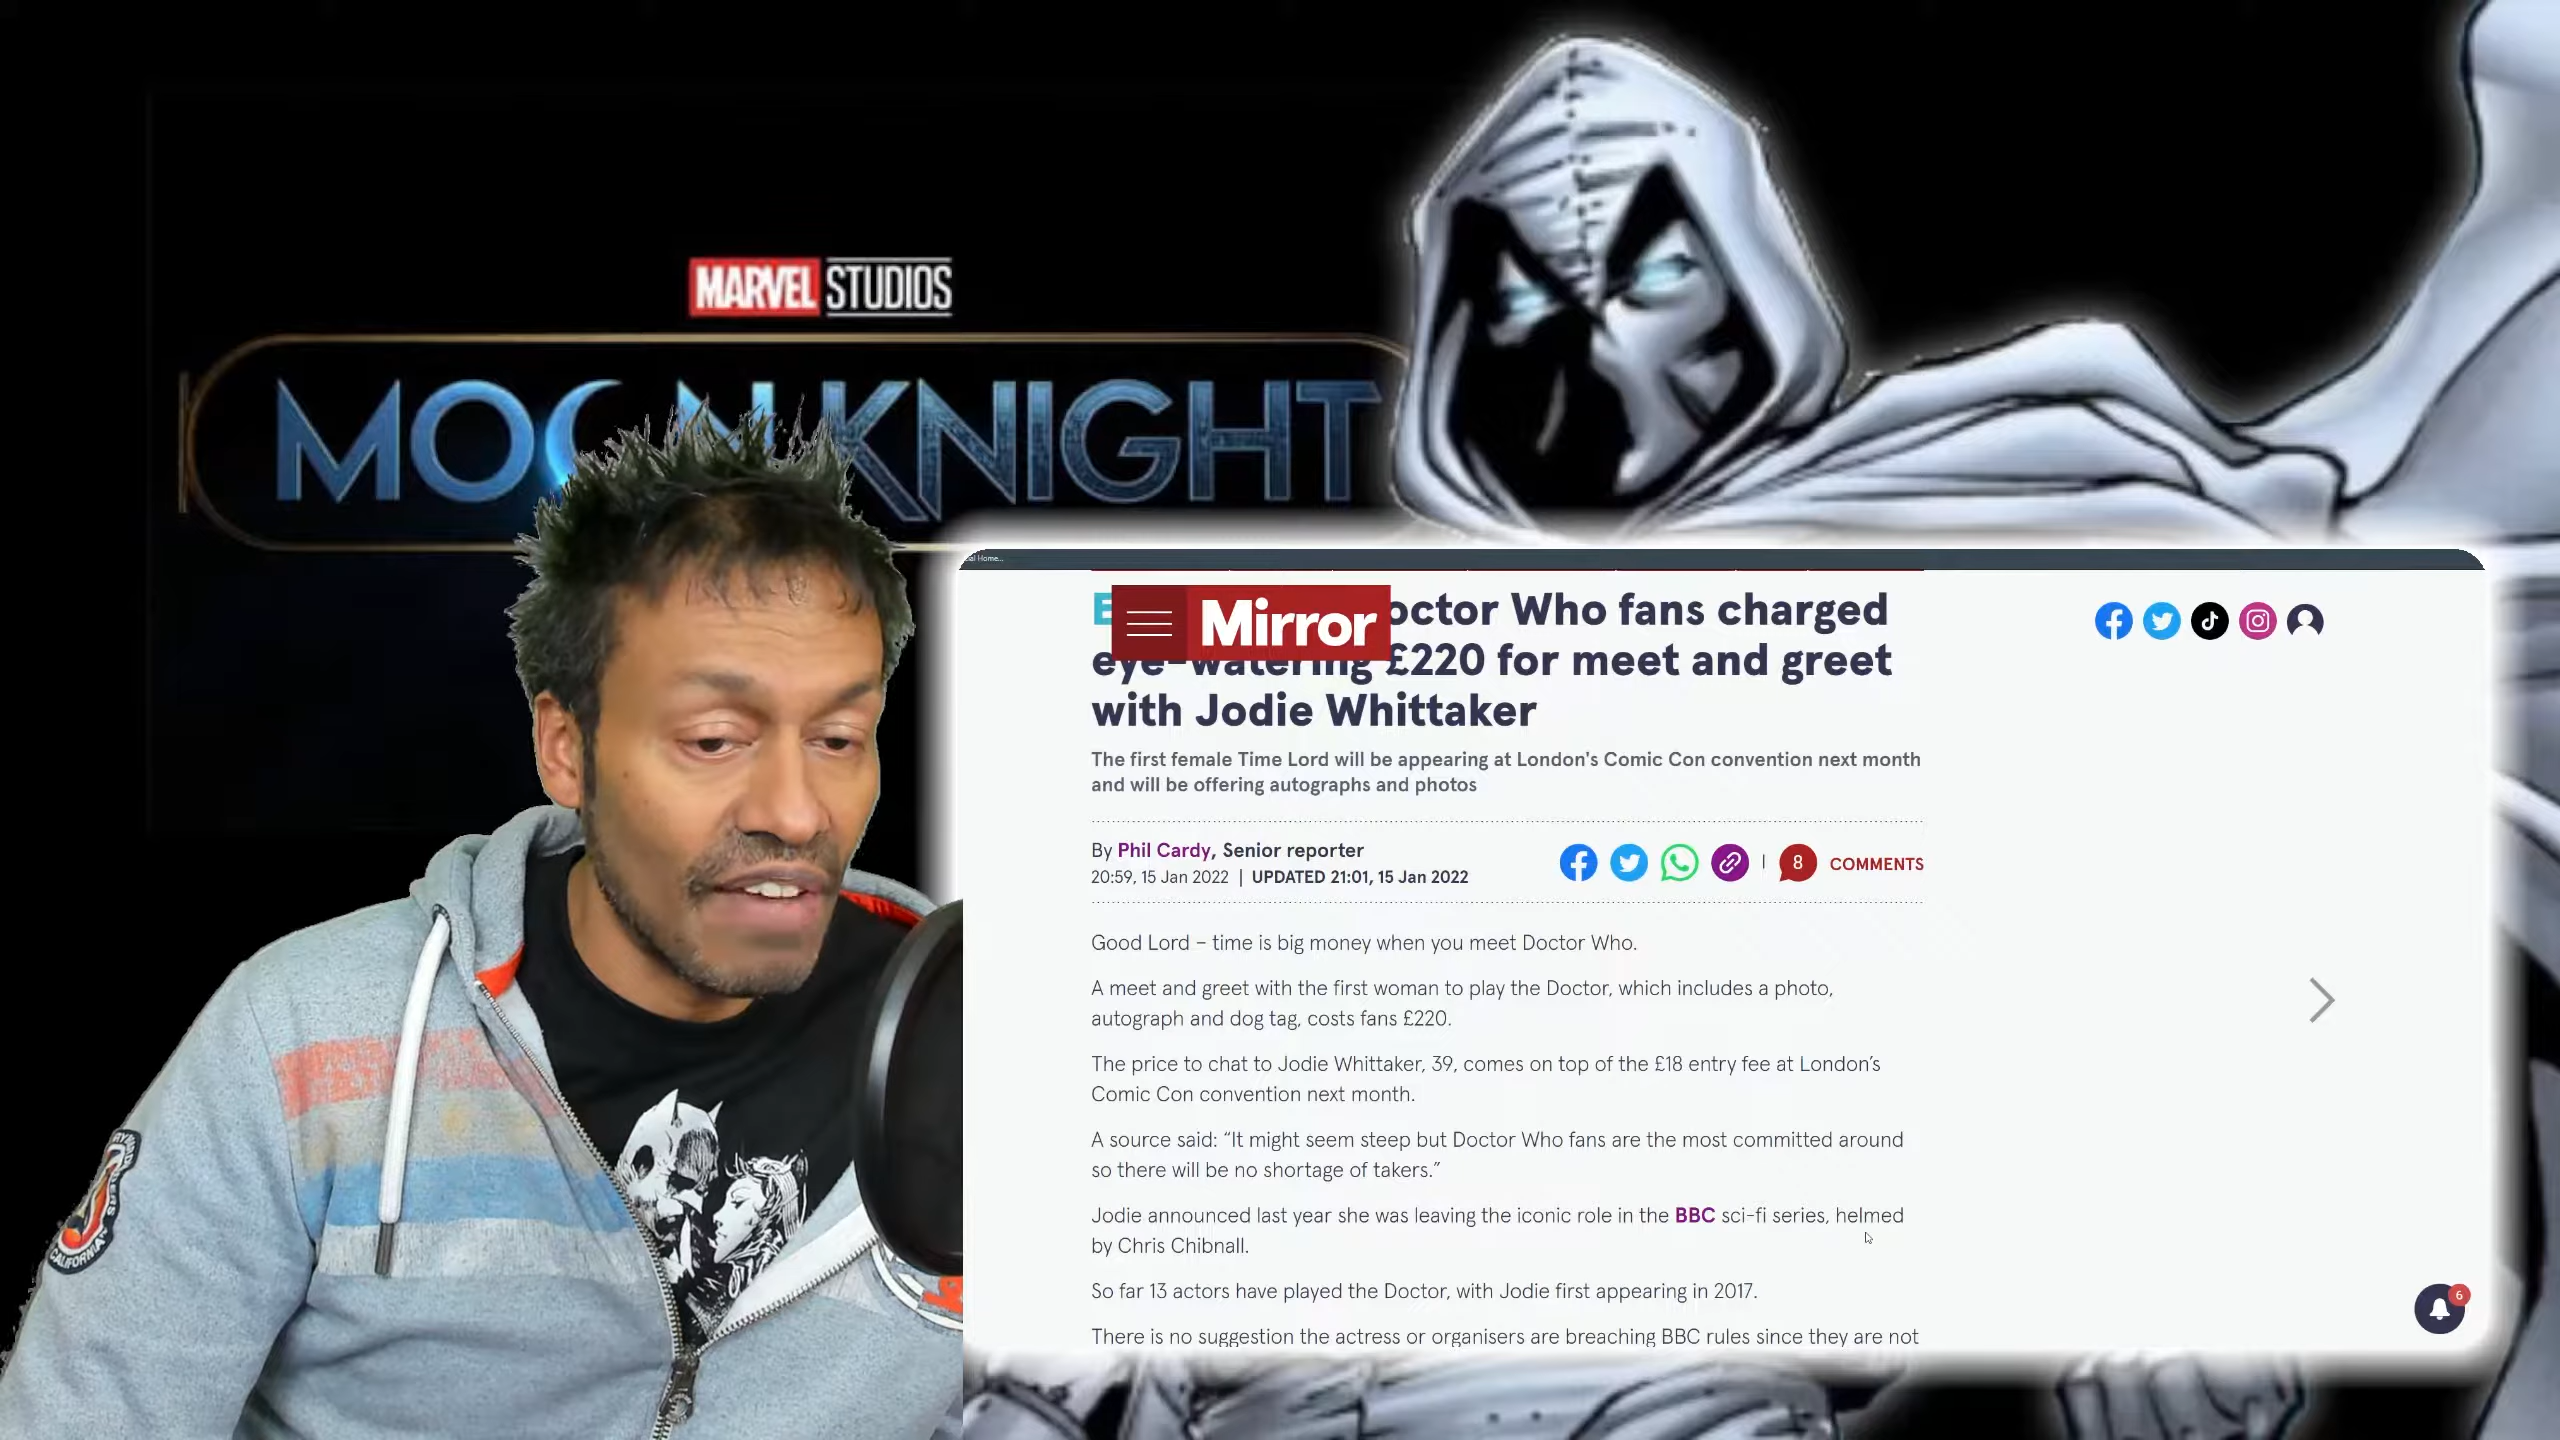 MARVEL STUDIOS
MOON KNIGHT
ial Home...
Mirror
octor Who fans charged
eye-watering £220 for meet and greet
with Jodie Whittaker
The first female Time Lord will be appearing at London's Comic Con convention next month
and will be offering autographs and photos
By Phil Cardy, Senior reporter
20:59, 15 Jan 2022 | UPDATED 21:01, 15 Jan 2022
8 COMMENTS
Good Lord – time is big money when you meet Doctor Who.
A meet and greet with the first woman to play the Doctor, which includes a photo,
autograph and dog tag, costs fans £220.
The price to chat to Jodie Whittaker, 39, comes on top of the £18 entry fee at London's
Comic Con convention next month.
A source said: “It might seem steep but Doctor Who fans are the most committed around
so there will be no shortage of takers.”
Jodie announced last year she was leaving the iconic role in the BBC sci-fi series, helmed
by Chris Chibnall.
So far 13 actors have played the Doctor, with Jodie first appearing in 2017.
There is no suggestion the actress or organisers are breaching BBC rules since they are not
6
CALIFORNIA